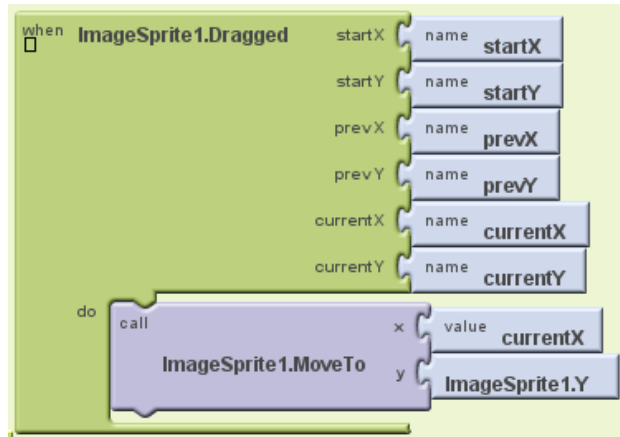 when ImageSprite1.Dragged startX name startX
startY name startY
prevX name prevX
prevY name prevY
currentX name currentX
currentY name currentY
do call x value currentX
ImageSprite1.MoveTo y ImageSprite1.Y